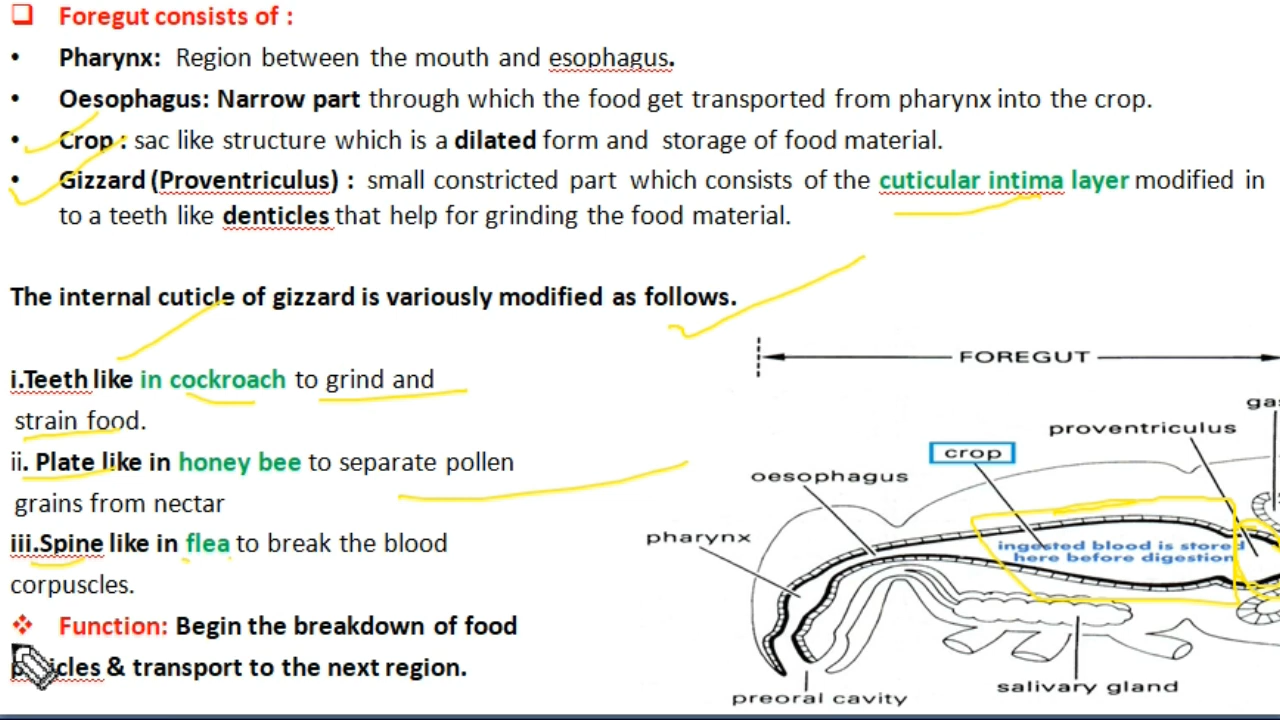 Foregut consists of :
• Pharynx: Region between the mouth and esophagus.
• Oesophagus: Narrow part through which the food get transported from pharynx into the crop.
• Crop : sac like structure which is a dilated form and storage of food material.
• Gizzard (Proventriculus) : small constricted part which consists of the cuticular intima layer modified in
to a teeth like denticles that help for grinding the food material.
The internal cuticle of gizzard is variously modified as follows.
i.Teeth like in cockroach to grind and
strain food.
ii. Plate like in honey bee to separate pollen
grains from nectar
iii.Spine like in flea to break the blood
corpuscles.
Function: Begin the breakdown of food
& transport to the next region.
FOREGUT
proventriculus
crop
oesophagus
pharynx
ingested blood is stored
here before digestion
salivary gland
preoral cavity